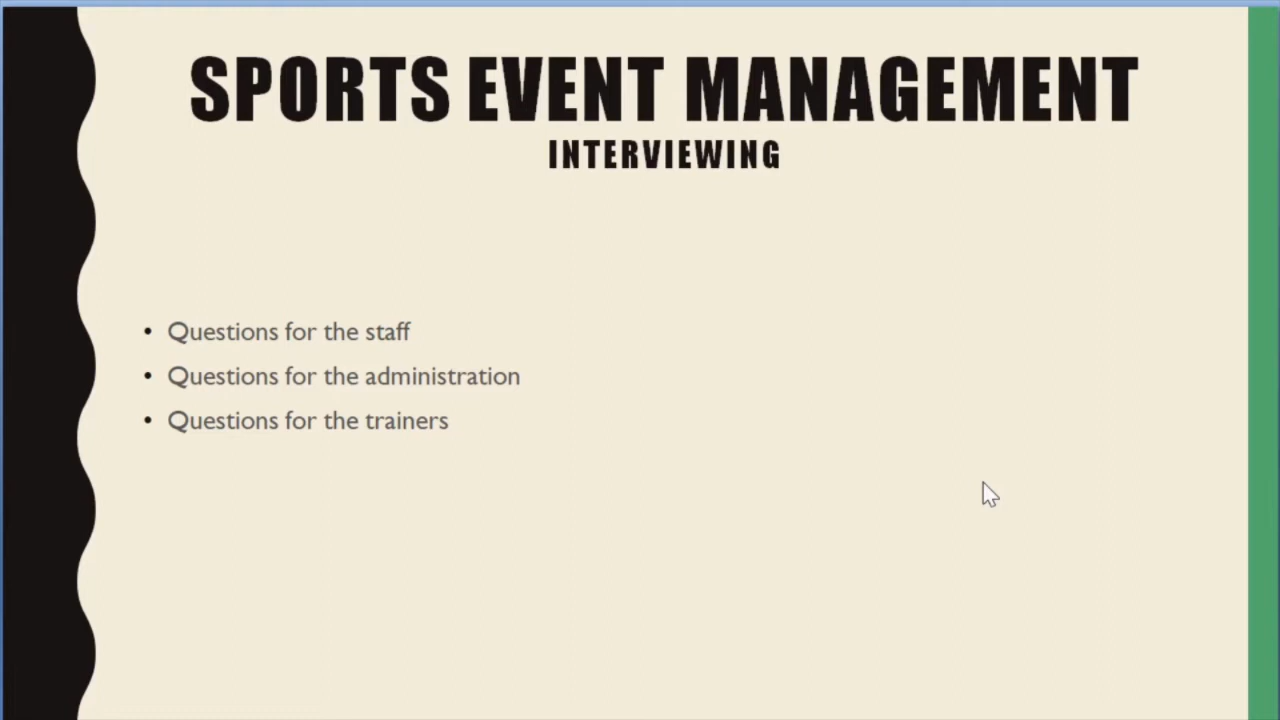 SPORTS EVENT MANAGEMENT
INTERVIEWING
• Questions for the staff
• Questions for the administration
• Questions for the trainers